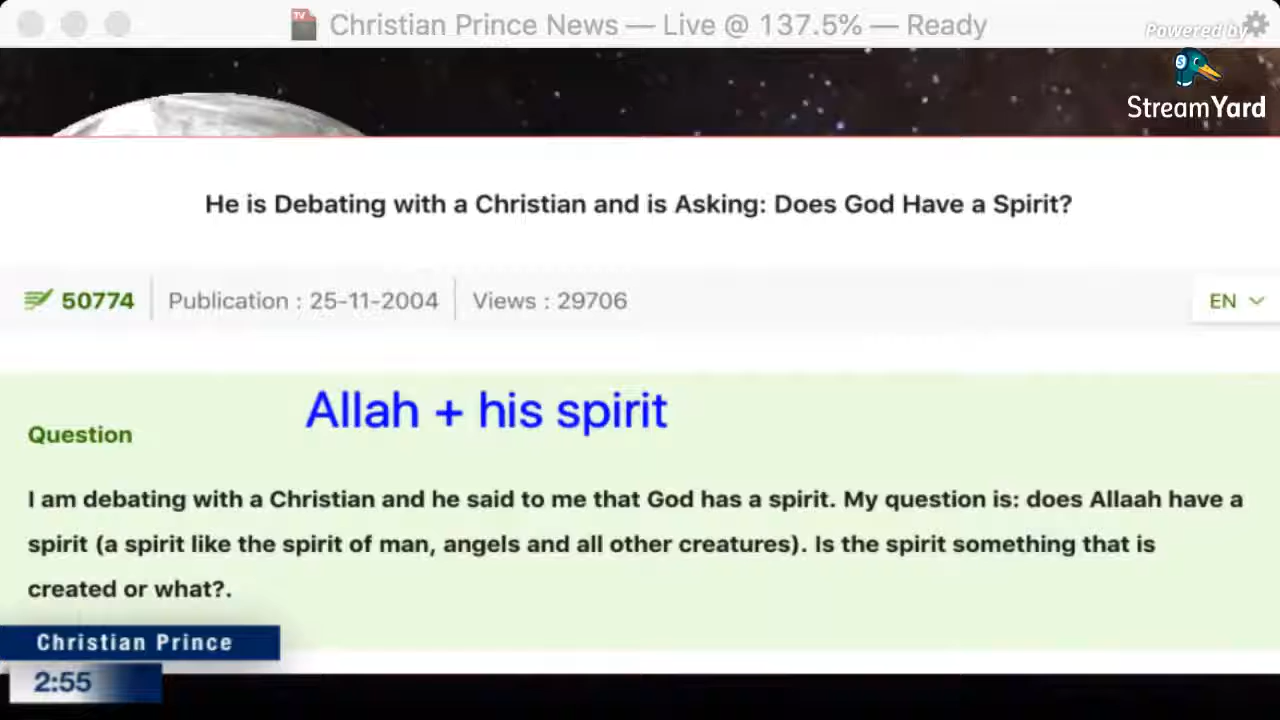 TV Christian Prince News — Live @ 137.5% — Ready
Powered by
StreamYard
He is Debating with a Christian and is Asking: Does God Have a Spirit?
50774 Publication : 25-11-2004 Views : 29706 EN
Allah + his spirit
Question
I am debating with a Christian and he said to me that God has a spirit. My question is: does Allaah have a
spirit (a spirit like the spirit of man, angels and all other creatures). Is the spirit something that is
created or what?.
Christian Prince
2:55